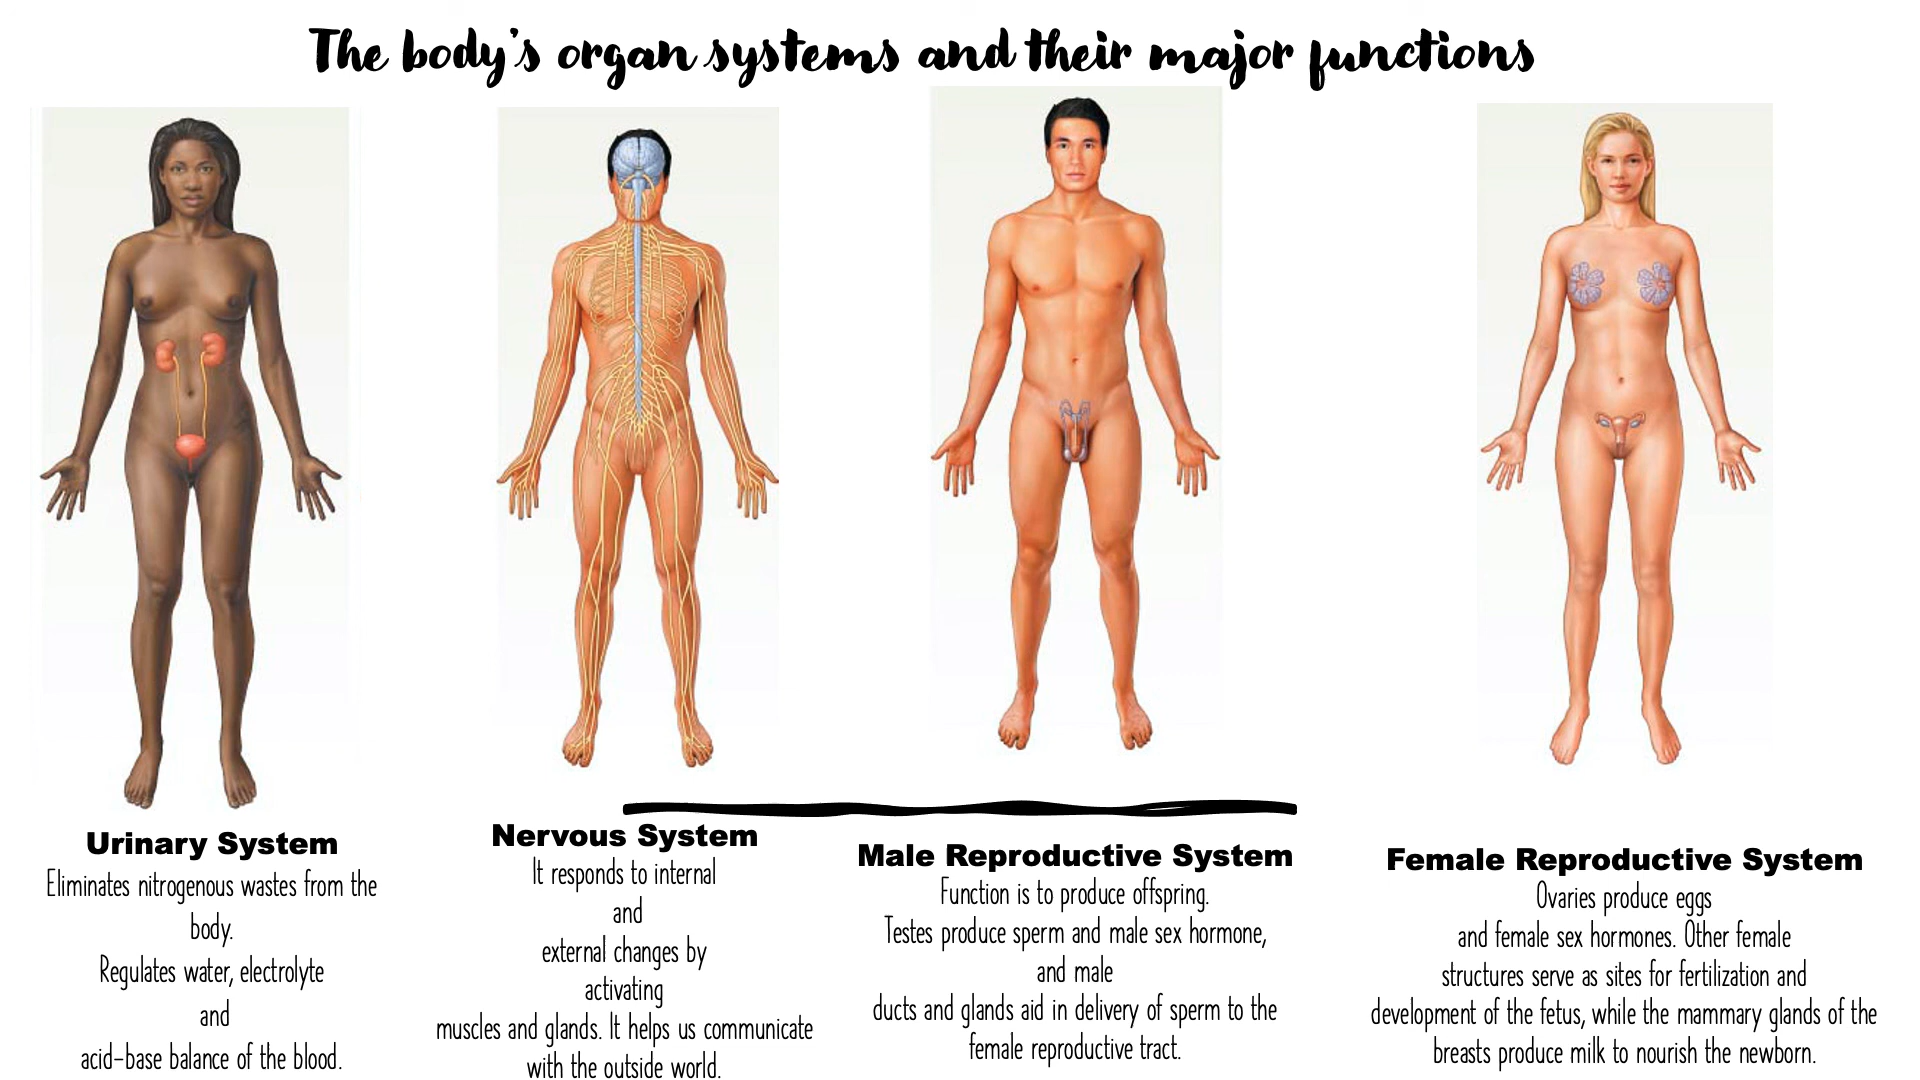 The body's organ systems and their major functions
Urinary System
Eliminates nitrogenous wastes from the
body.
Regulates water, electrolyte
and
acid-base balance of the blood.
Nervous System
It responds to internal
and
external changes by
activating
muscles and glands. It helps us communicate
with the outside world.
Male Reproductive System
Function is to produce offspring.
Testes produce sperm and male sex hormone,
and male
ducts and glands aid in delivery of sperm to the
female reproductive tract.
Female Reproductive System
Ovaries produce eggs
and female sex hormones. Other female
structures serve as sites for fertilization and
development of the fetus, while the mammary glands of the
breasts produce milk to nourish the newborn.